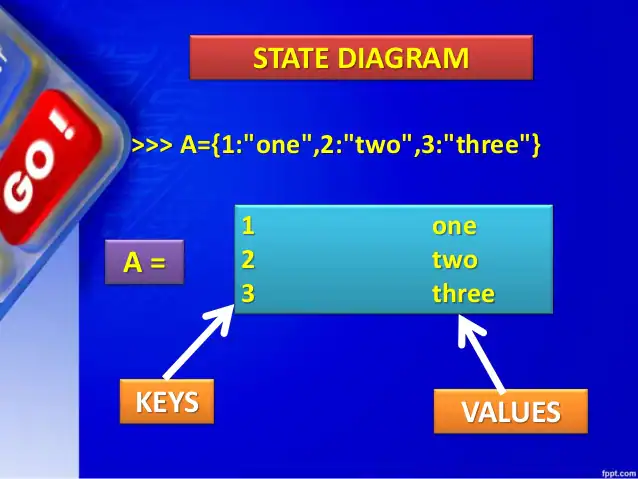 STATE DIAGRAM
>>> A={1:"one",2:"two",3:"three"}
GO!
A =
1 one
2 two
3 three
KEYS
VALUES
fppt.com